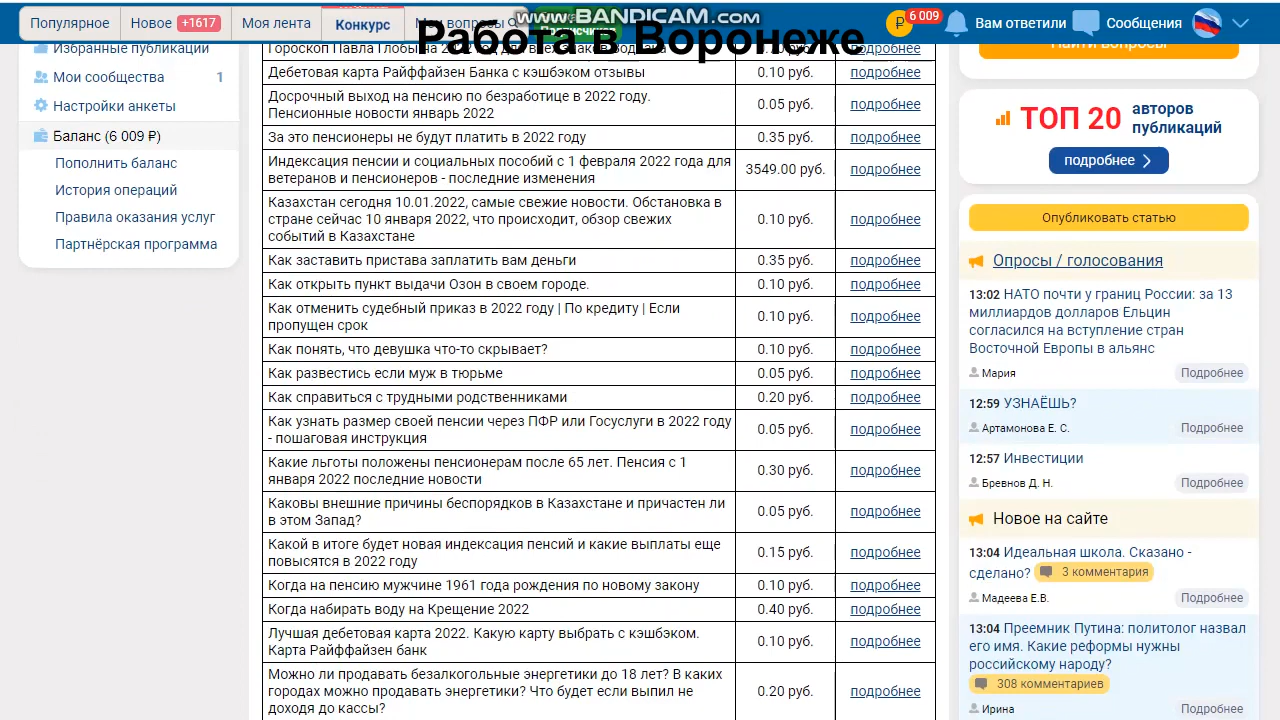 Популярное
Новое +1617
Моя лента
Конкурс
Мои вопросы
www.BANDICAM.com
Работа в Воронеже
6 009
Вам ответили
Сообщения
Избранные публикации
Мои сообщества 1
Настройки анкеты
Баланс (6 009 ₽)
Пополнить баланс
История операций
Правила оказания услуг
Партнёрская программа
Дебетовая карта Райффайзен Банка с кэшбэком отзывы 0.10 руб. подробнее
Досрочный выход на пенсию по безработице в 2022 году.
Пенсионные новости январь 2022 0.05 руб. подробнее
За это пенсионеры не будут платить в 2022 году 0.35 руб. подробнее
Индексация пенсии и социальных пособий с 1 февраля 2022 года для
ветеранов и пенсионеров - последние изменения 3549.00 руб. подробнее
Казахстан сегодня 10.01.2022, самые свежие новости. Обстановка в
стране сейчас 10 января 2022, что происходит, обзор свежих
событий в Казахстане 0.10 руб. подробнее
Как заставить пристава заплатить вам деньги 0.35 руб. подробнее
Как открыть пункт выдачи Озон в своем городе. 0.10 руб. подробнее
Как отменить судебный приказ в 2022 году | По кредиту | Если
пропущен срок 0.10 руб. подробнее
Как понять, что девушка что-то скрывает? 0.10 руб. подробнее
Как развестись если муж в тюрьме 0.05 руб. подробнее
Как справиться с трудными родственниками 0.20 руб. подробнее
Как узнать размер своей пенсии через ПФР или Госуслуги в 2022 году
- пошаговая инструкция 0.05 руб. подробнее
Какие льготы положены пенсионерам после 65 лет. Пенсия с 1
января 2022 последние новости 0.30 руб. подробнее
Каковы внешние причины беспорядков в Казахстане и причастен ли
в этом Запад? 0.05 руб. подробнее
Какой в итоге будет новая индексация пенсий и какие выплаты еще
повысятся в 2022 году 0.15 руб. подробнее
Когда на пенсию мужчине 1961 года рождения по новому закону 0.10 руб. подробнее
Когда набирать воду на Крещение 2022 0.40 руб. подробнее
Лучшая дебетовая карта 2022. Какую карту выбрать с кэшбэком.
Карта Райффайзен банк 0.10 руб. подробнее
Можно ли продавать безалкогольные энергетики до 18 лет? В каких
городах можно продавать энергетики? Что будет если выпил не
доходя до кассы? 0.20 руб. подробнее
Найти вопросы
ТОП 20 авторов
публикаций
подробнее
Опубликовать статью
Опросы / голосования
13:02 НАТО почти у границ России: за 13
миллиардов долларов Ельцин
согласился на вступление стран
Восточной Европы в альянс
Мария Подробнее
12:59 УЗНАЁШЬ?
Артамонова Е. С. Подробнее
12:57 Инвестиции
Бревнов Д. Н. Подробнее
Новое на сайте
13:04 Идеальная школа. Сказано -
сделано? 3 комментария
Мадеева Е.В. Подробнее
13:04 Преемник Путина: политолог назвал
его имя. Какие реформы нужны
российскому народу?
308 комментариев
Ирина Подробнее